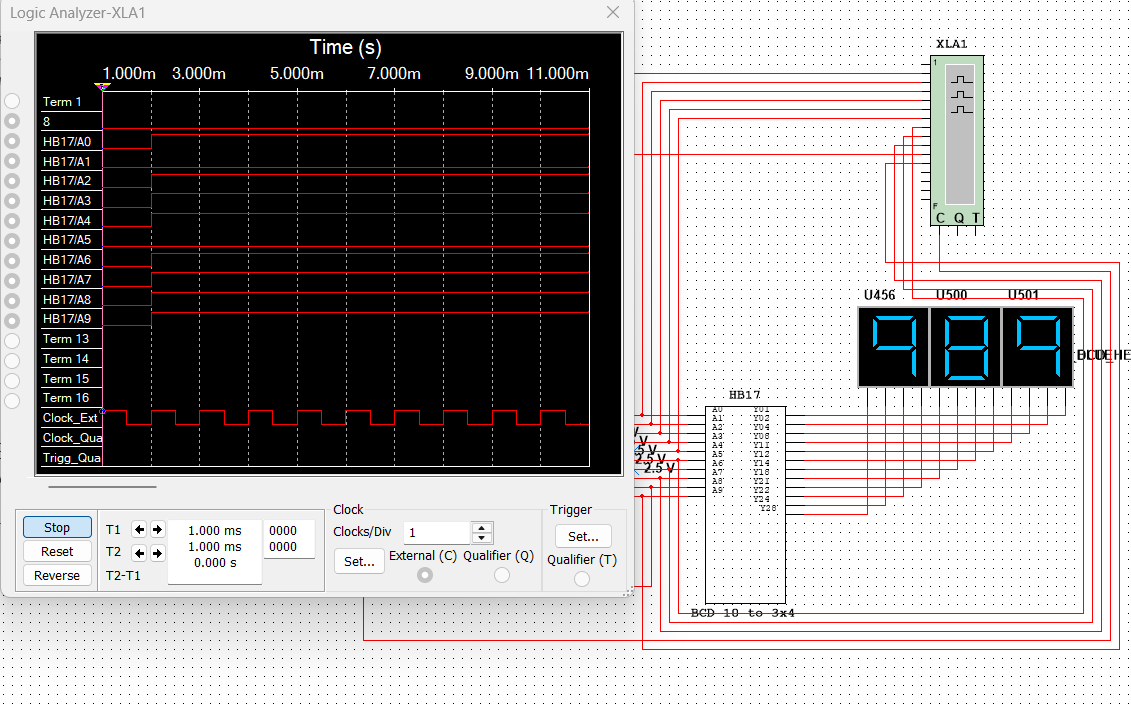 Logic Analyzer-XLA1
Time (s)
1.000m 3.000m 5.000m 7.000m 9.000m 11.000m
Term 1
8
HB17/A0
HB17/A1
HB17/A2
HB17/A3
HB17/A4
HB17/A5
HB17/A6
HB17/A7
HB17/A8
HB17/A9
Term 13
Term 14
Term 15
Term 16
Clock_Ext
Clock_Qua
Trigg_Qua
Stop
Reset
Reverse
T1
T2
T2-T1
1.000 ms
1.000 ms
0.000 s
0000
0000
Clock
Clocks/Div 1
Set...
External (C) Qualifier (Q)
Trigger
Set...
Qualifier (T)
XLA1
1
F
C Q T
U456 U500 U501
989
HB17
A0 Y01
A1 Y02
A2 Y04
A3 Y08
A4 Y11
A5 Y12
A6 Y14
A7 Y18
A8 Y21
A9 Y22
Y24
Y28
V
V
5 V
2.5 V
2.5 V
BCD 10 to 3x4